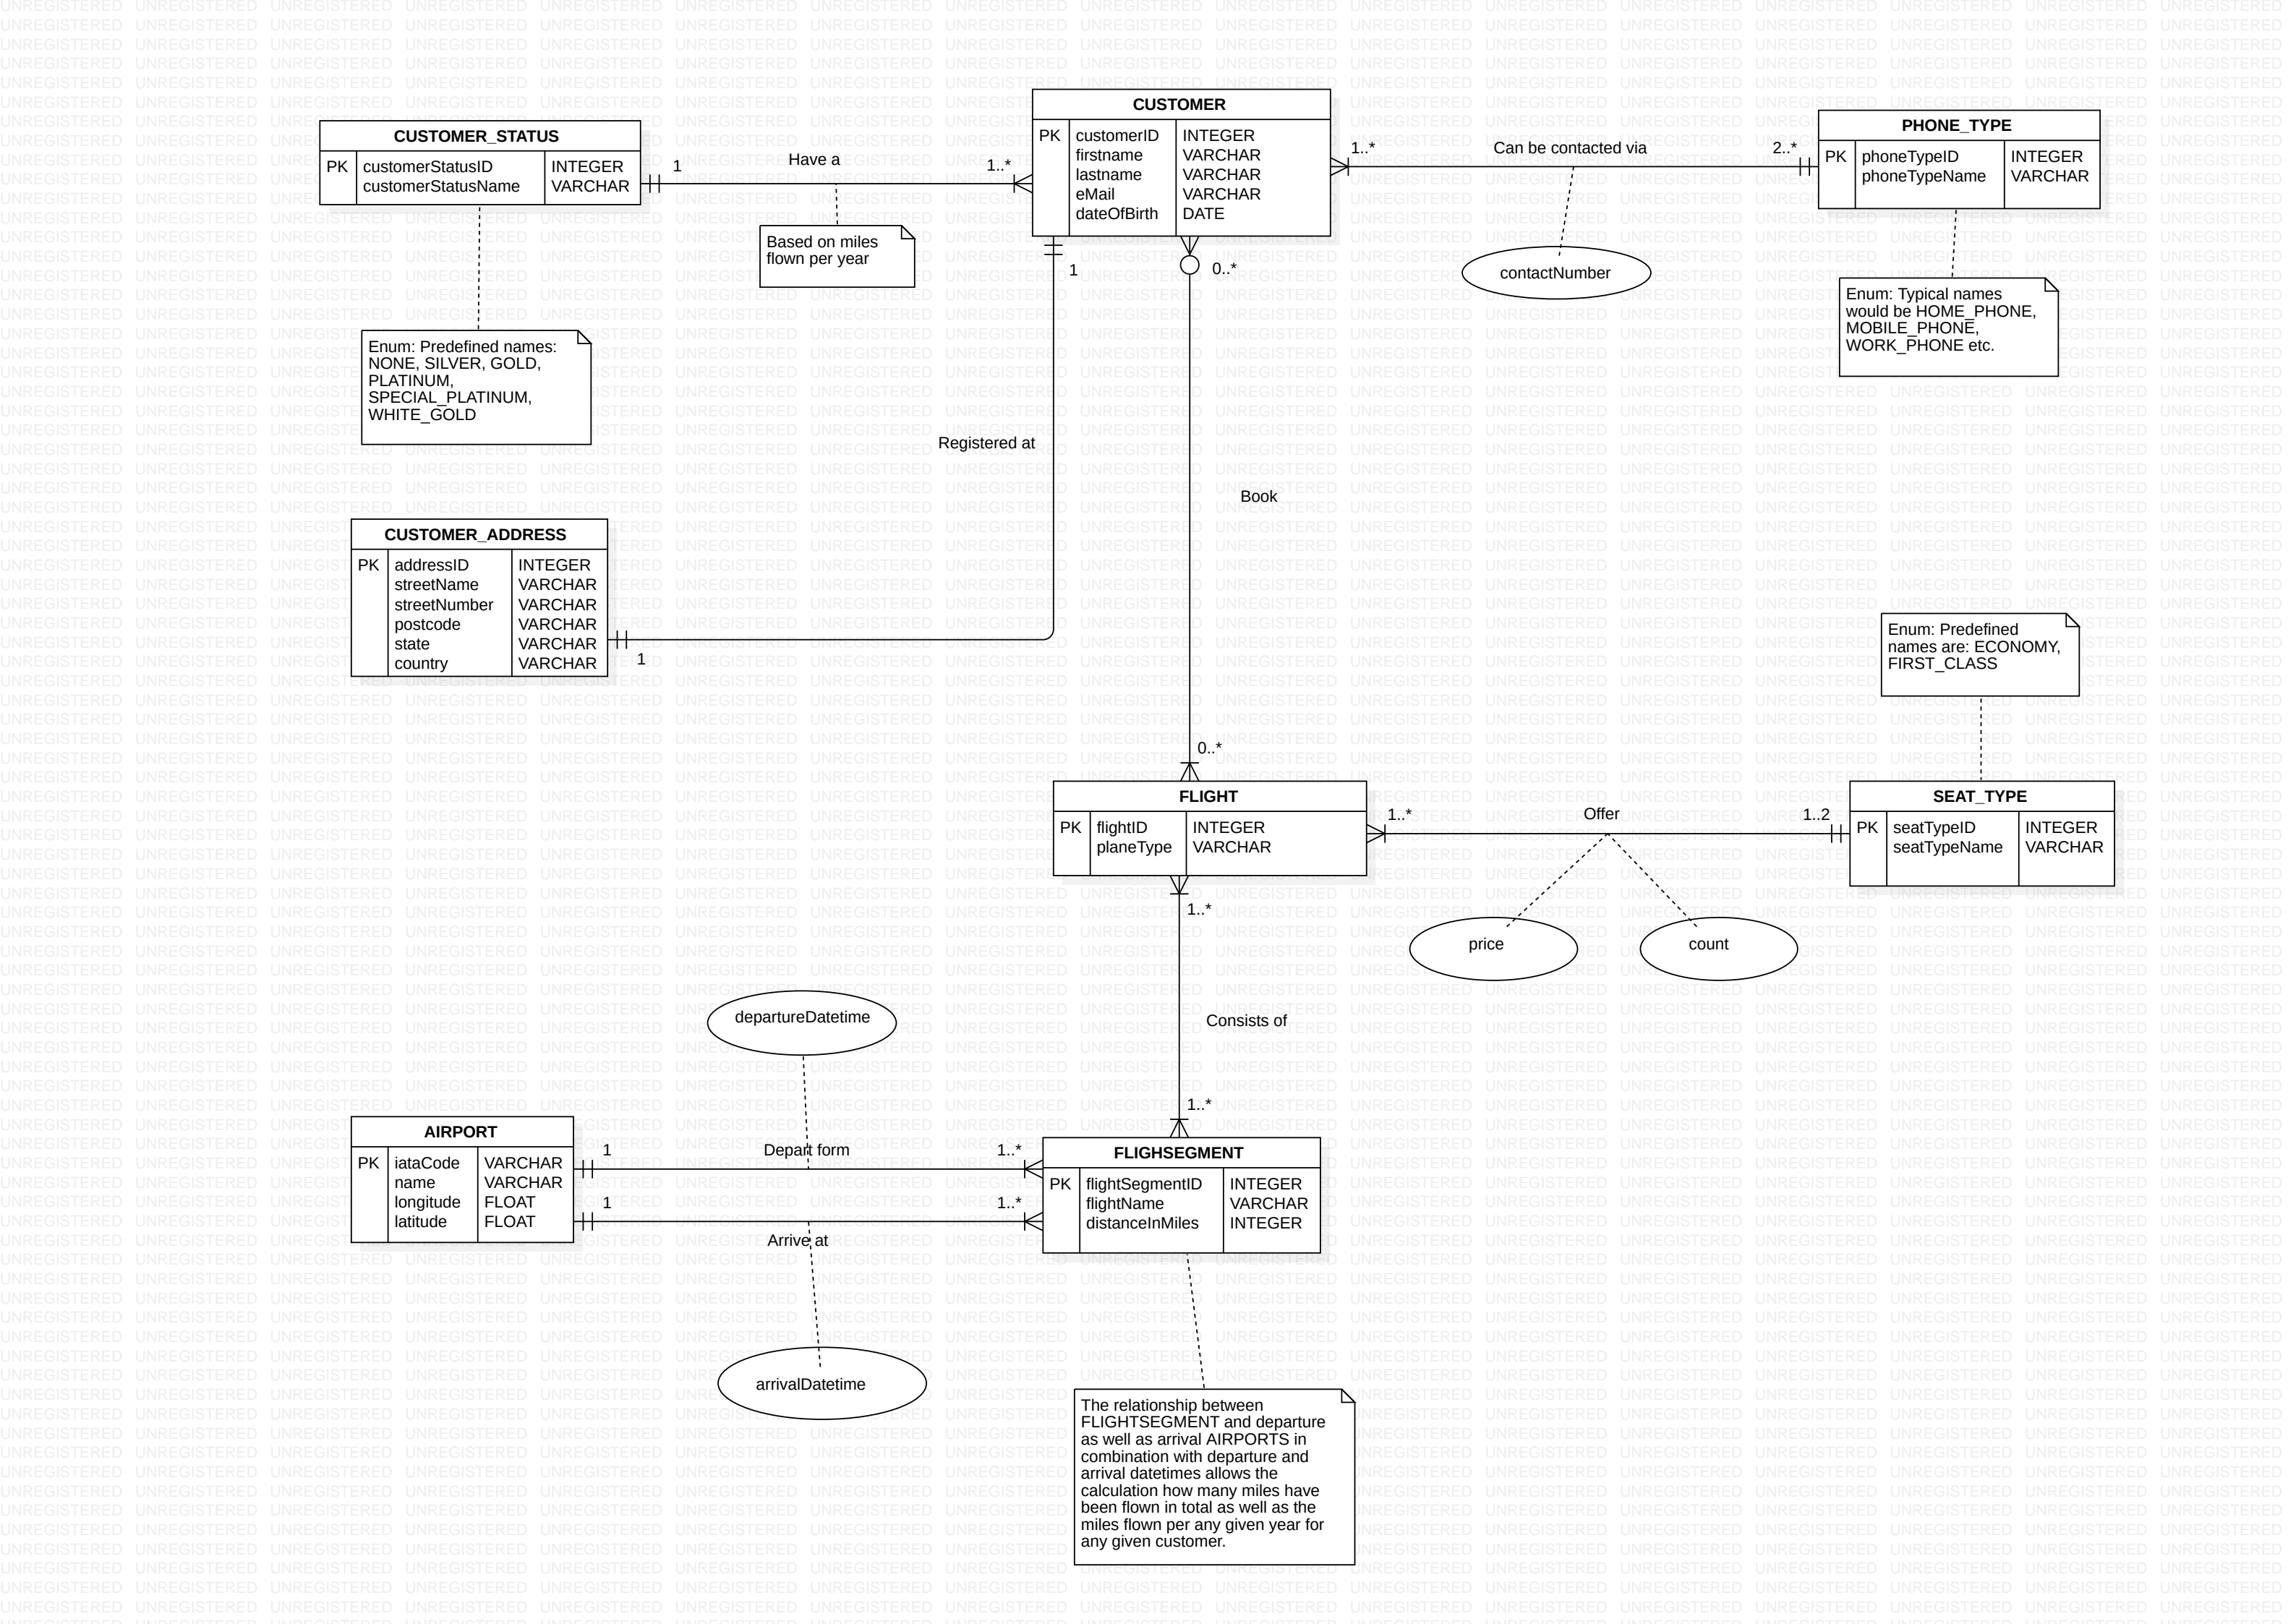 CUSTOMER
PK customerID INTEGER
firstname VARCHAR
lastname VARCHAR
eMail VARCHAR
dateOfBirth DATE
CUSTOMER_STATUS
PK customerStatusID INTEGER
customerStatusName VARCHAR
1
Have a
1..*
Based on miles
flown per year
Enum: Predefined names:
NONE, SILVER, GOLD,
PLATINUM,
SPECIAL_PLATINUM,
WHITE_GOLD
1..*
Can be contacted via
2..*
contactNumber
PHONE_TYPE
PK phoneTypeID INTEGER
phoneTypeName VARCHAR
Enum: Typical names
would be HOME_PHONE,
MOBILE_PHONE,
WORK_PHONE etc.
1
0..*
Registered at
Book
CUSTOMER_ADDRESS
PK addressID INTEGER
streetName VARCHAR
streetNumber VARCHAR
postcode VARCHAR
state VARCHAR
country VARCHAR
1
Enum: Predefined
names are: ECONOMY,
FIRST_CLASS
0..*
FLIGHT
PK flightID INTEGER
planeType VARCHAR
1..*
Offer
1..2
SEAT_TYPE
PK seatTypeID INTEGER
seatTypeName VARCHAR
price
count
1..*
Consists of
1..*
departureDatetime
AIRPORT
PK iataCode VARCHAR
name VARCHAR
longitude FLOAT
latitude FLOAT
1
Depart form
1..*
1
Arrive at
1..*
arrivalDatetime
FLIGHSEGMENT
PK flightSegmentID INTEGER
flightName VARCHAR
distanceInMiles INTEGER
The relationship between
FLIGHTSEGMENT and departure
as well as arrival AIRPORTS in
combination with departure and
arrival datetimes allows the
calculation how many miles have
been flown in total as well as the
miles flown per any given year for
any given customer.
UNREGISTERED